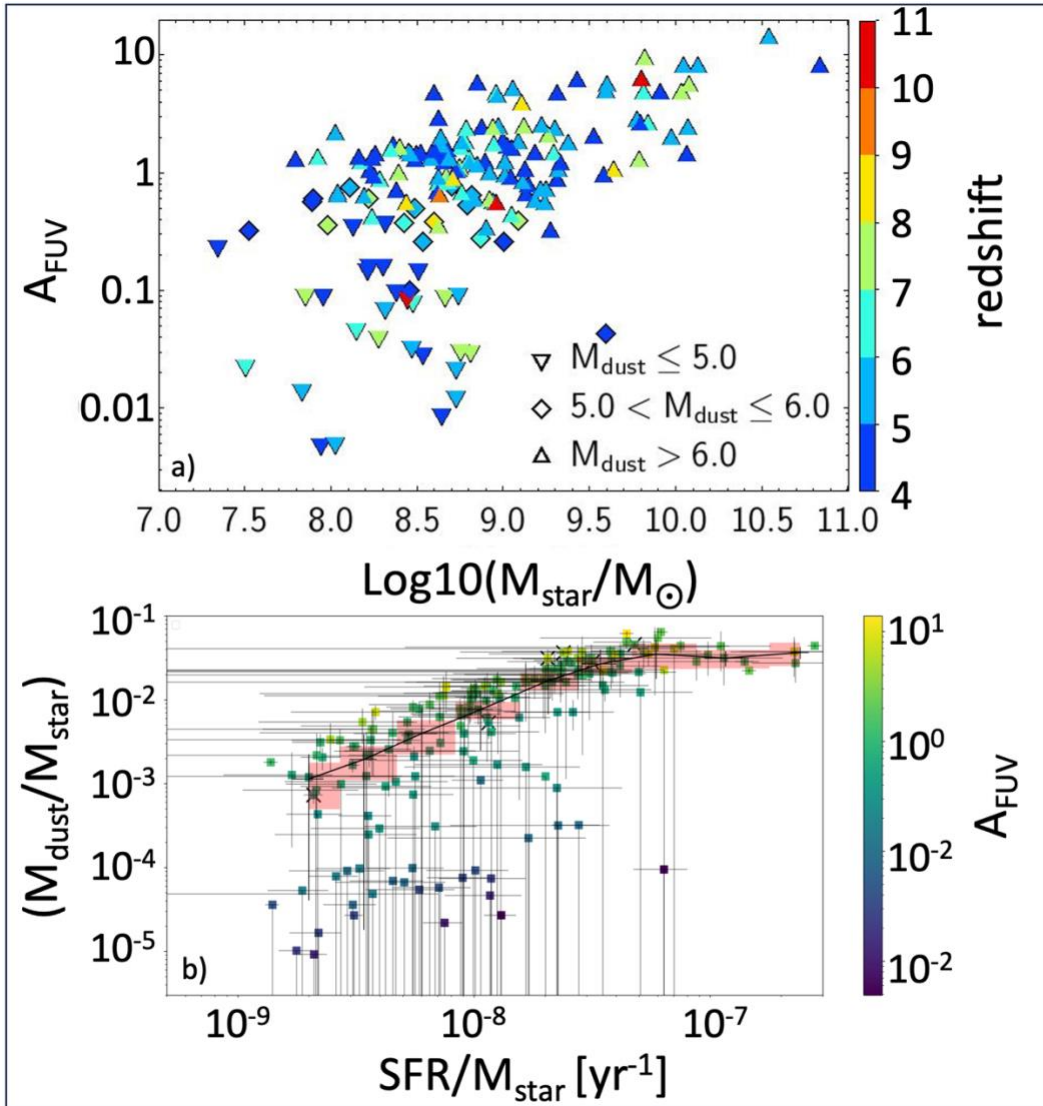 10
1
0.1
0.01
A_FUV
a)
M_dust ≤ 5.0
5.0 < M_dust ≤ 6.0
M_dust > 6.0
7.0 7.5 8.0 8.5 9.0 9.5 10.0 10.5 11.0
Log10(M_star/M_☉)
11
10
9
8
7
6
5
4
redshift
10^-1
10^-2
10^-3
10^-4
10^-5
(M_dust/M_star)
b)
10^-9 10^-8 10^-7
SFR/M_star [yr^-1]
10^1
10^0
10^-2
10^-2
A_FUV